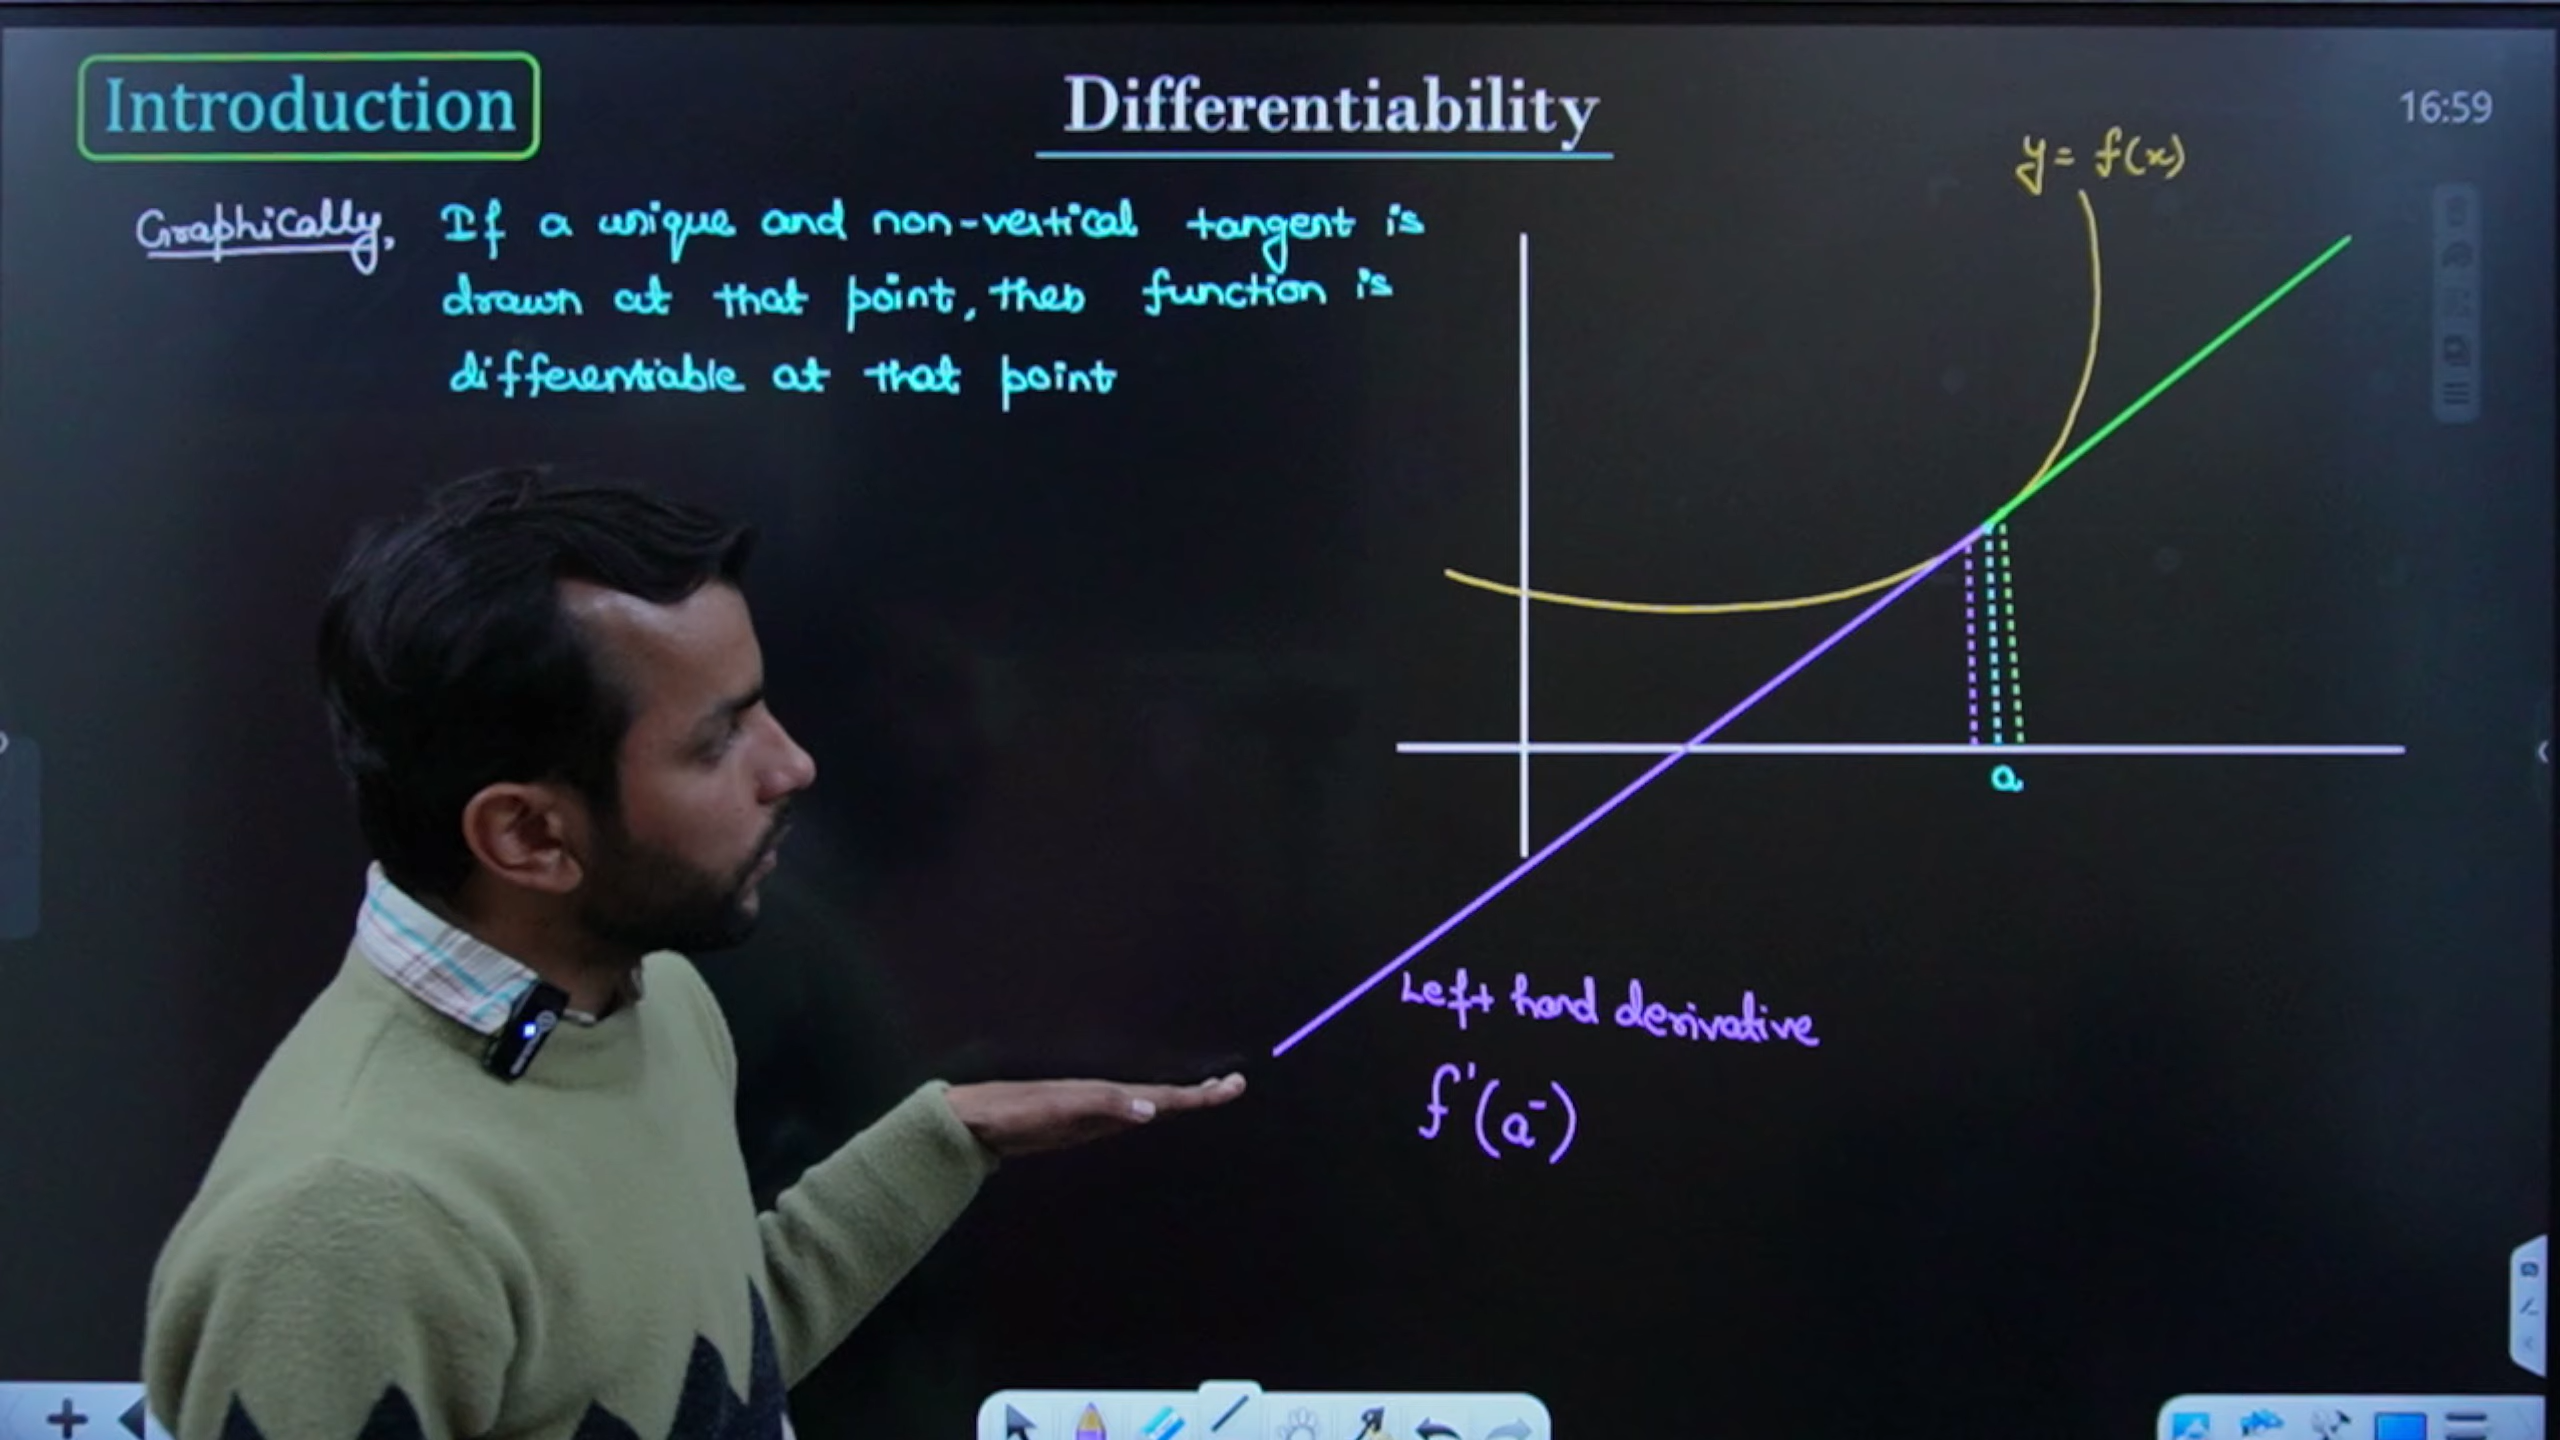 Introduction
Differentiability
16:59
y = f(x)
Graphically, If a unique and non-vertical tangent is
drawn at that point, then function is
differentiable at that point
a
Left hand derivative
f'(a⁻)